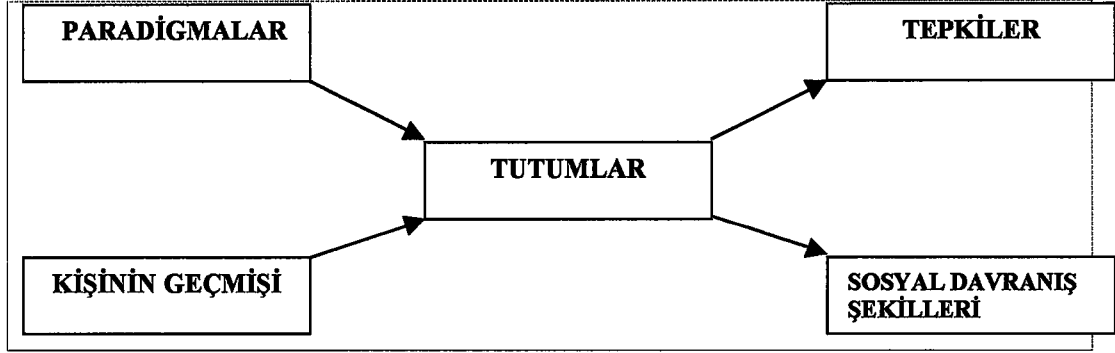 PARADİGMALAR
TEPKİLER
TUTUMLAR
KİŞİNİN GEÇMİŞİ
SOSYAL DAVRANIŞ
ŞEKİLLERİ